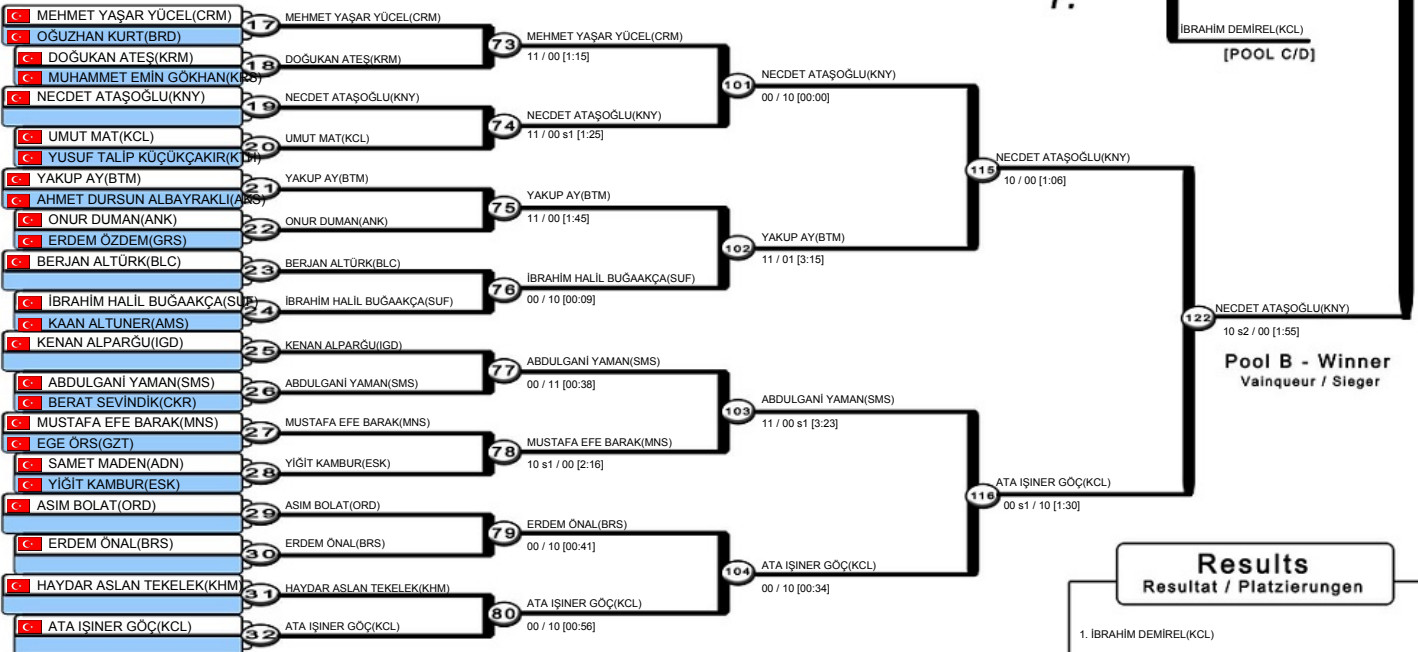 MEHMET YAŞAR YÜCEL(CRM)
OĞUZHAN KURT(BRD)
DOĞUKAN ATEŞ(KRM)
MUHAMMET EMİN GÖKHAN(KRS)
NECDET ATAŞOĞLU(KNY)
UMUT MAT(KCL)
YUSUF TALİP KÜÇÜKÇAKIR(KTH)
YAKUP AY(BTM)
AHMET DURSUN ALBAYRAKLI(AKS)
ONUR DUMAN(ANK)
ERDEM ÖZDEM(GRS)
BERJAN ALTÜRK(BLC)
İBRAHİM HALİL BUĞAAKÇA(SUF)
KAAN ALTUNER(AMS)
KENAN ALPARĞU(IGD)
ABDULGANİ YAMAN(SMS)
BERAT SEVİNDİK(CKR)
MUSTAFA EFE BARAK(MNS)
EGE ÖRS(GZT)
SAMET MADEN(ADN)
YİĞİT KAMBUR(ESK)
ASIM BOLAT(ORD)
ERDEM ÖNAL(BRS)
HAYDAR ASLAN TEKELEK(KHM)
ATA IŞINER GÖÇ(KCL)
17
MEHMET YAŞAR YÜCEL(CRM)
18
DOĞUKAN ATEŞ(KRM)
19
NECDET ATAŞOĞLU(KNY)
20
UMUT MAT(KCL)
21
YAKUP AY(BTM)
22
ONUR DUMAN(ANK)
23
BERJAN ALTÜRK(BLC)
24
İBRAHİM HALİL BUĞAAKÇA(SUF)
25
KENAN ALPARĞU(IGD)
26
ABDULGANİ YAMAN(SMS)
27
MUSTAFA EFE BARAK(MNS)
28
YİĞİT KAMBUR(ESK)
29
ASIM BOLAT(ORD)
30
ERDEM ÖNAL(BRS)
31
HAYDAR ASLAN TEKELEK(KHM)
32
ATA IŞINER GÖÇ(KCL)
73
MEHMET YAŞAR YÜCEL(CRM)
11 / 00 [1:15]
74
NECDET ATAŞOĞLU(KNY)
11 / 00 s1 [1:25]
75
YAKUP AY(BTM)
11 / 00 [1:45]
76
İBRAHİM HALİL BUĞAAKÇA(SUF)
00 / 10 [00:09]
77
ABDULGANİ YAMAN(SMS)
00 / 11 [00:38]
78
MUSTAFA EFE BARAK(MNS)
10 s1 / 00 [2:16]
79
ERDEM ÖNAL(BRS)
00 / 10 [00:41]
80
ATA IŞINER GÖÇ(KCL)
00 / 10 [00:56]
101
NECDET ATAŞOĞLU(KNY)
00 / 10 [00:00]
102
YAKUP AY(BTM)
11 / 01 [3:15]
103
ABDULGANİ YAMAN(SMS)
11 / 00 s1 [3:23]
104
ATA IŞINER GÖÇ(KCL)
00 / 10 [00:34]
115
NECDET ATAŞOĞLU(KNY)
10 / 00 [1:06]
116
ATA IŞINER GÖÇ(KCL)
00 s1 / 10 [1:30]
122
NECDET ATAŞOĞLU(KNY)
10 s2 / 00 [1:55]
Pool B - Winner
Vainqueur / Sieger
İBRAHİM DEMİREL(KCL)
[POOL C/D]
Results
Resultat / Platzierungen
1. İBRAHİM DEMİREL(KCL)